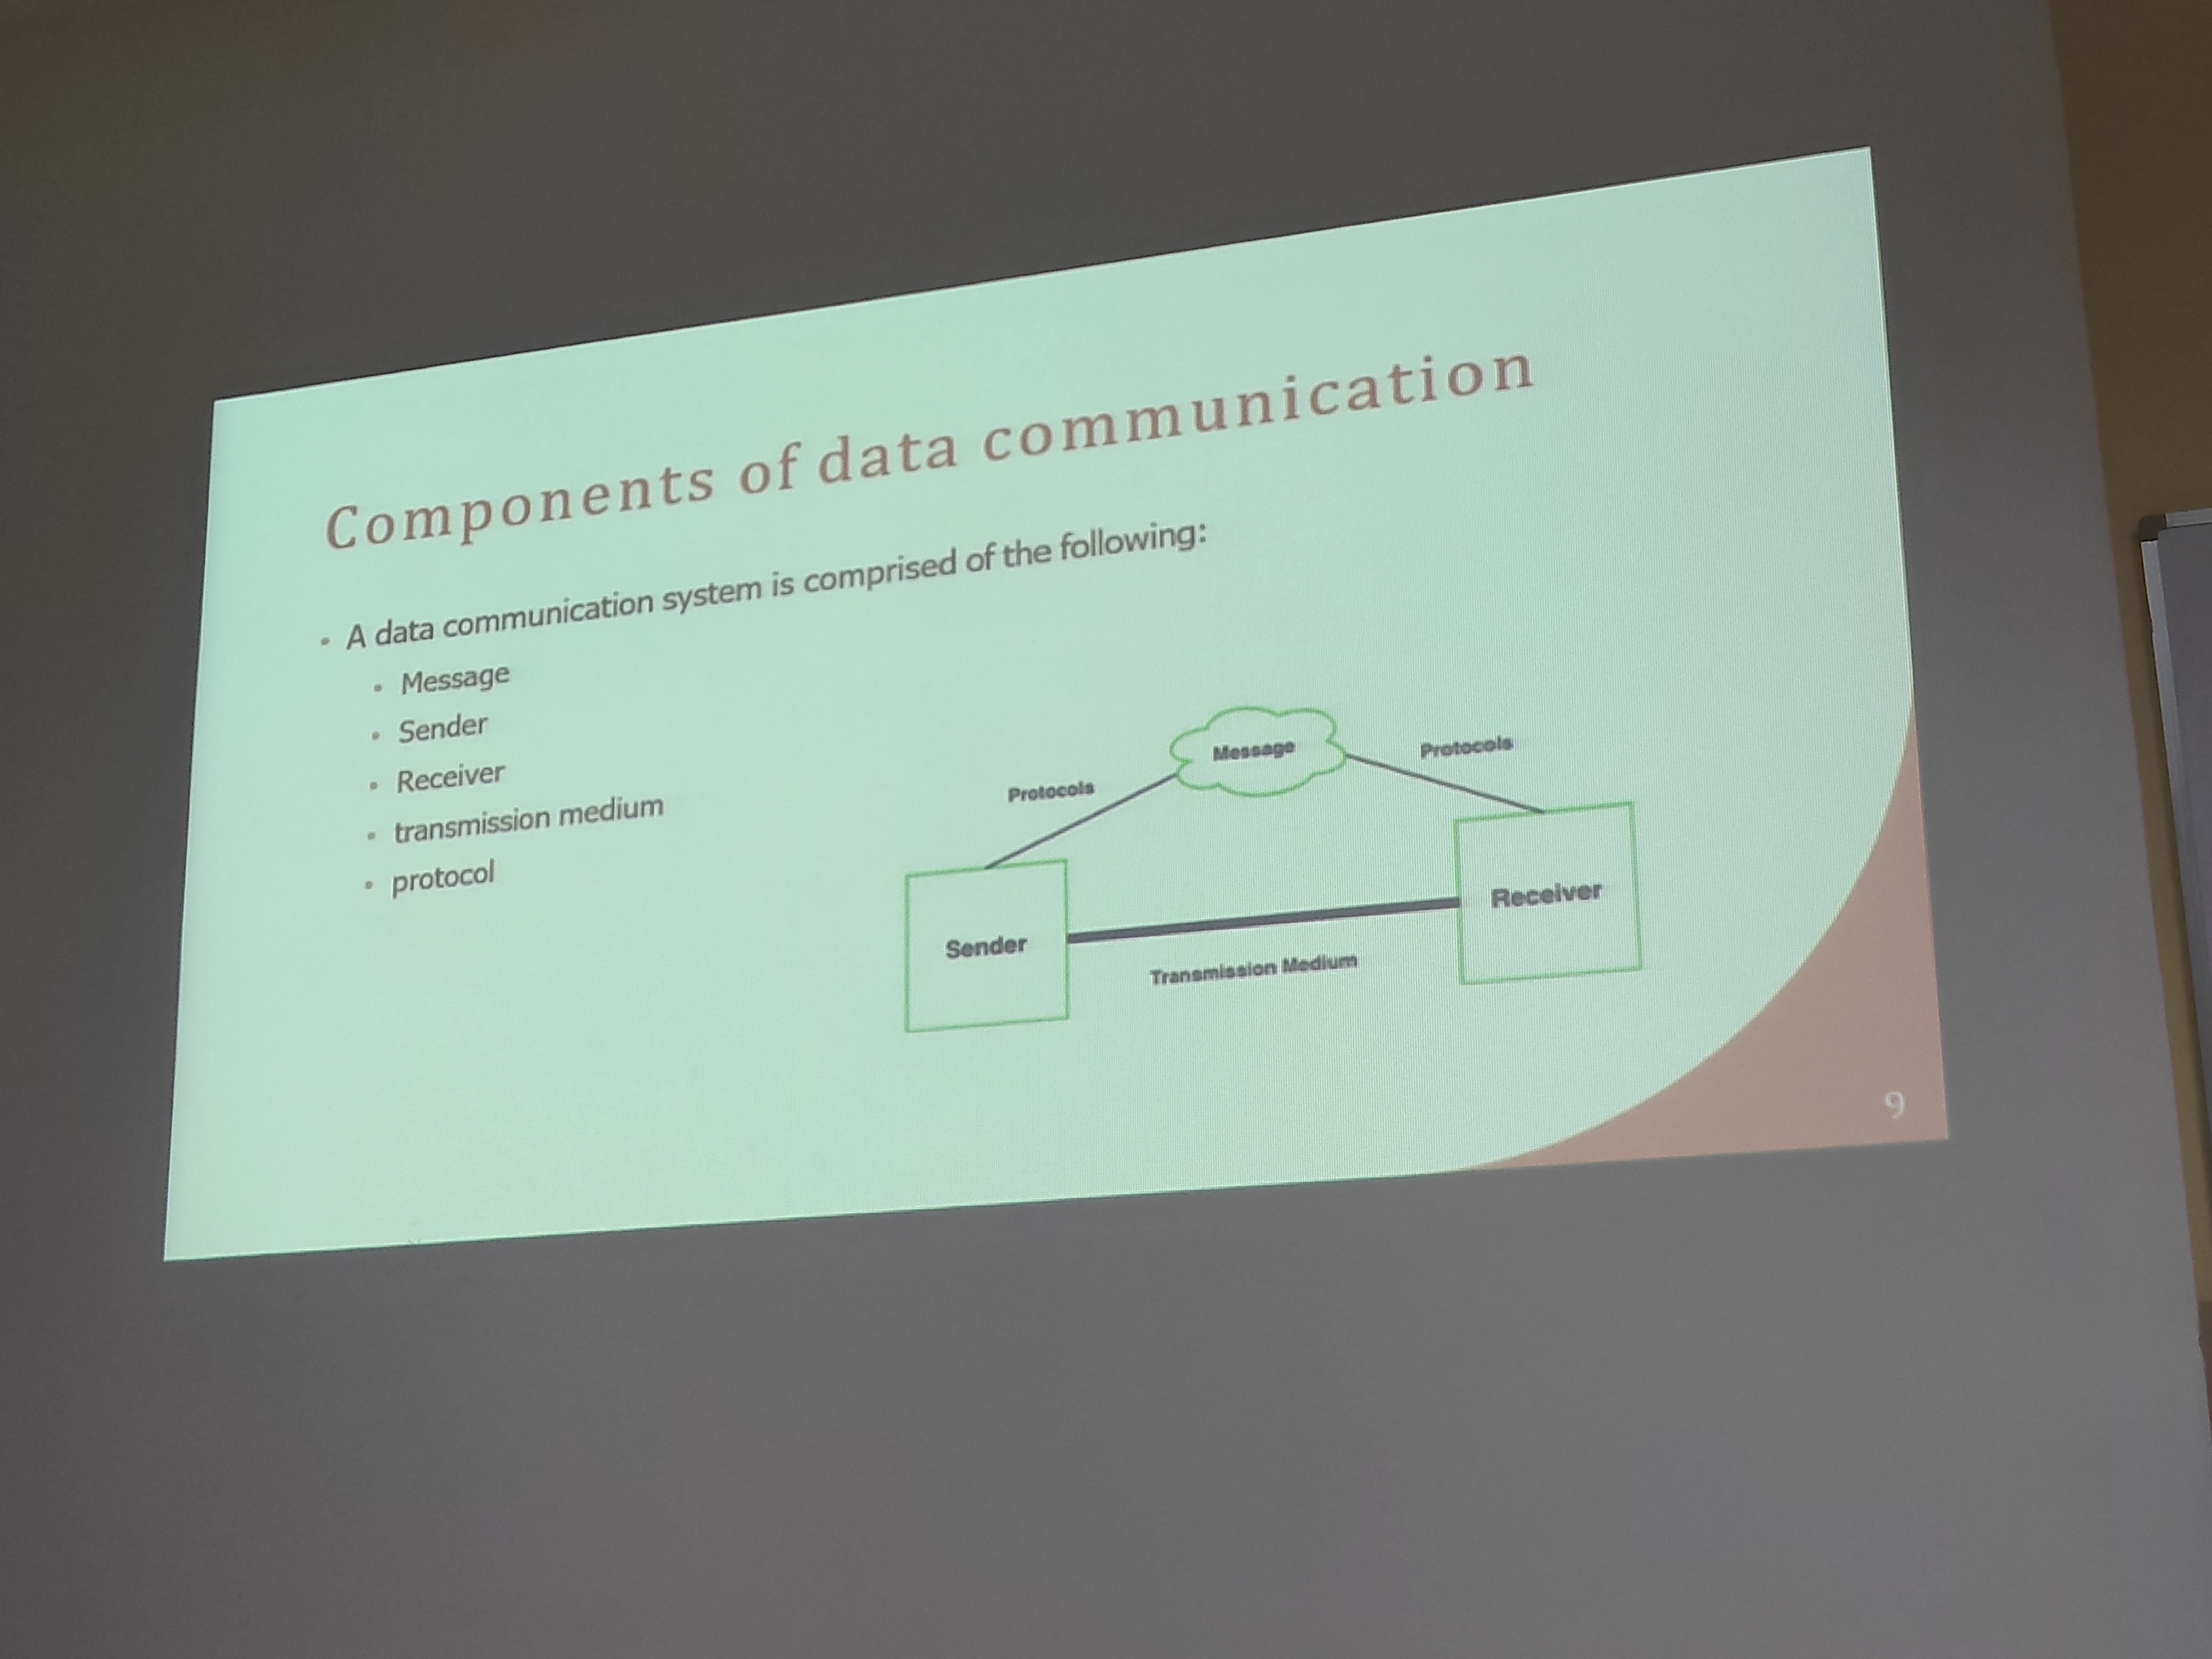 Components of data communication
• A data communication system is comprised of the following:
• Message
• Sender
• Receiver
• transmission medium
• protocol
Message
Protocols
Protocols
Sender
Receiver
Transmission Medium
9